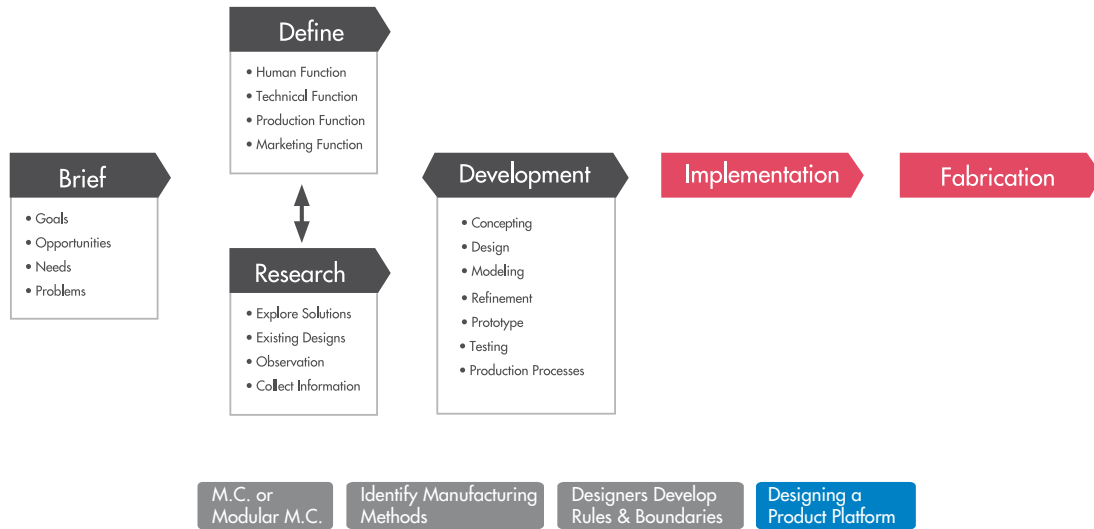 Brief
• Goals
• Opportunities
• Needs
• Problems
Define
• Human Function
• Technical Function
• Production Function
• Marketing Function
Research
• Explore Solutions
• Existing Designs
• Observation
• Collect Information
Development
• Concepting
• Design
• Modeling
• Refinement
• Prototype
• Testing
• Production Processes
Implementation
Fabrication
M.C. or
Modular M.C.
Identify Manufacturing
Methods
Designers Develop
Rules & Boundaries
Designing a
Product Platform